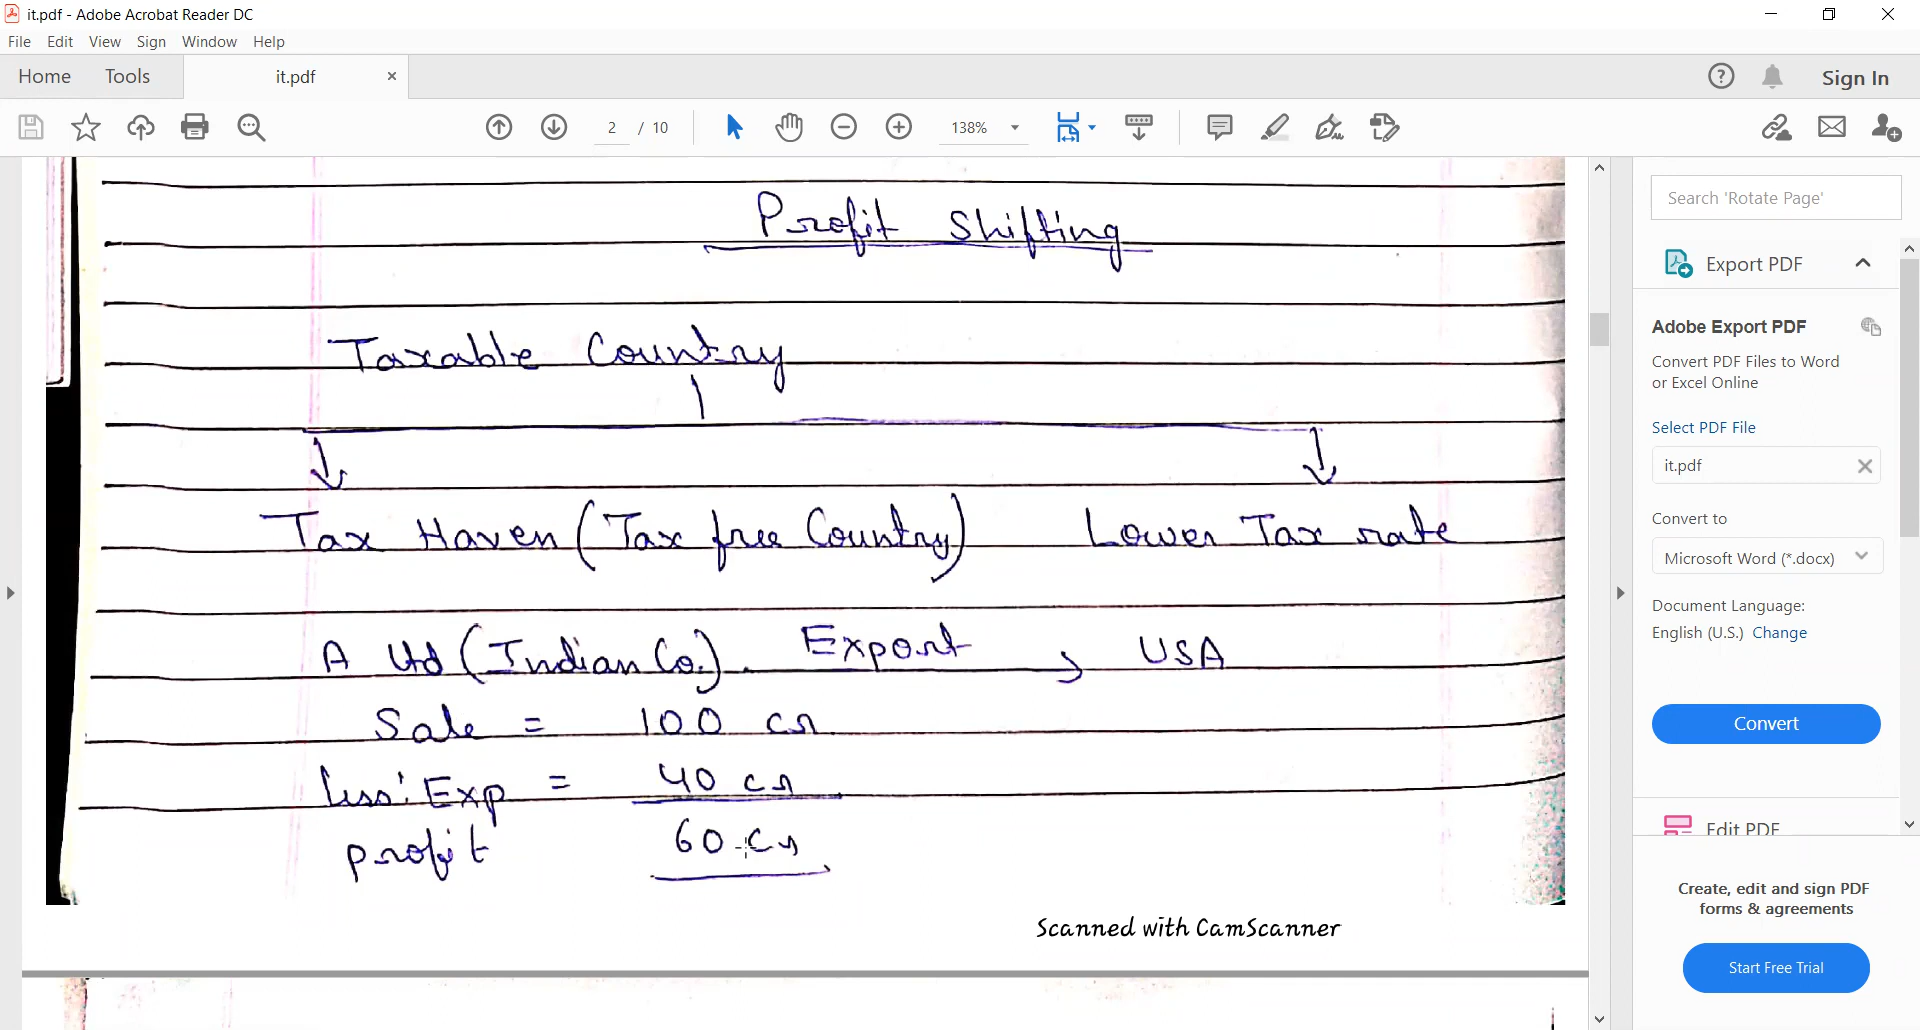 it.pdf - Adobe Acrobat Reader DC
File Edit View Sign Window Help
Home Tools it.pdf × Sign In
2 / 10 138%
Profit Shifting
Taxable Country
Tax Haven (Tax free Country) Lower Tax rate
A Ltd (Indian Co.) Export USA
Sale = 100 cr
Less: Exp = 40 cr
profit 60 cr
Scanned with CamScanner
Search 'Rotate Page'
Export PDF
Adobe Export PDF
Convert PDF Files to Word
or Excel Online
Select PDF File
it.pdf
Convert to
Microsoft Word (*.docx)
Document Language:
English (U.S.) Change
Convert
Edit PDF
Create, edit and sign PDF
forms & agreements
Start Free Trial